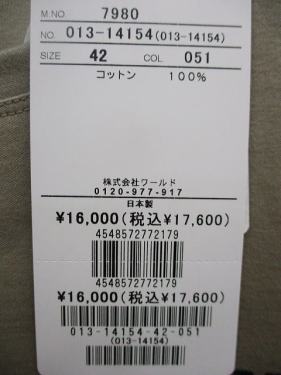 M.NO 7980
NO. 013-14154(013-14154)
SIZE 42 COL 051
コットン 100%
株式会社ワールド
0120-977-917
日本製
¥16,000(税込¥17,600)
4548572772179
4548572772179
¥16,000(税込¥17,600)
013-14154-42-051
(013-14154)